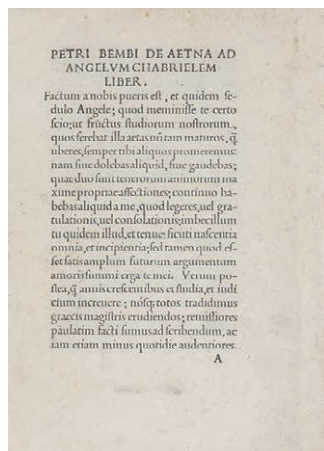 PETRI BEMBI DE AETNA AD
ANGELVM CHABRIELEM
LIBER.
Factum a nobis pueris est, et quidem se-
dulo Angele; quod meminisse te certo
scio; ut fructus studiorum nostrorum,
quos ferebat illa aetas nõ tam maturos, q̃
uberes, semper tibi aliquos promeremus:
nam siue dolebas aliquid, siue gaudebas;
quae duo sunt tenerorum animorum ma
xime propriae affectiones; continuo ha-
bebas aliquid a me, quod legeres, uel gra-
tulationis, uel consolationis; imbecillum
tu quidem illud, et tenue; sicuti nascentia
omnia, et incipientia; sed tamen quod es-
set satis amplum futurum argumentum
amoris summi erga te mei. Verum po-
stea, q̃ annis crescentibus et studia, et iudi
cium increuere; nósq; totos tradidimus
graecis magistris erudiendos; remissiores
paulatim facti sumus ad scribendum, ac
iam etiam minus quotidie audentiores.
A